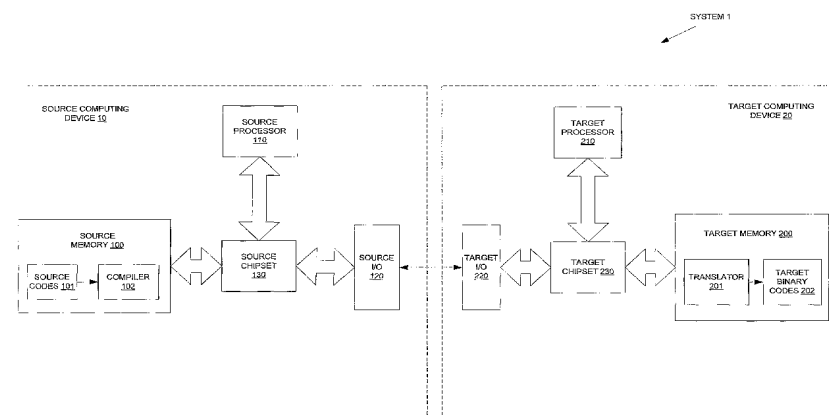 SYSTEM 1
SOURCE COMPUTING
DEVICE 10
SOURCE
PROCESSOR
110
SOURCE
MEMORY 100
SOURCE
CODES 101
COMPILER
102
SOURCE
CHIPSET
130
SOURCE
I/O
120
TARGET COMPUTING
DEVICE 20
TARGET
PROCESSOR
210
TARGET
I/O
220
TARGET
CHIPSET 230
TARGET MEMORY 200
TRANSLATOR
201
TARGET
BINARY
CODES 202